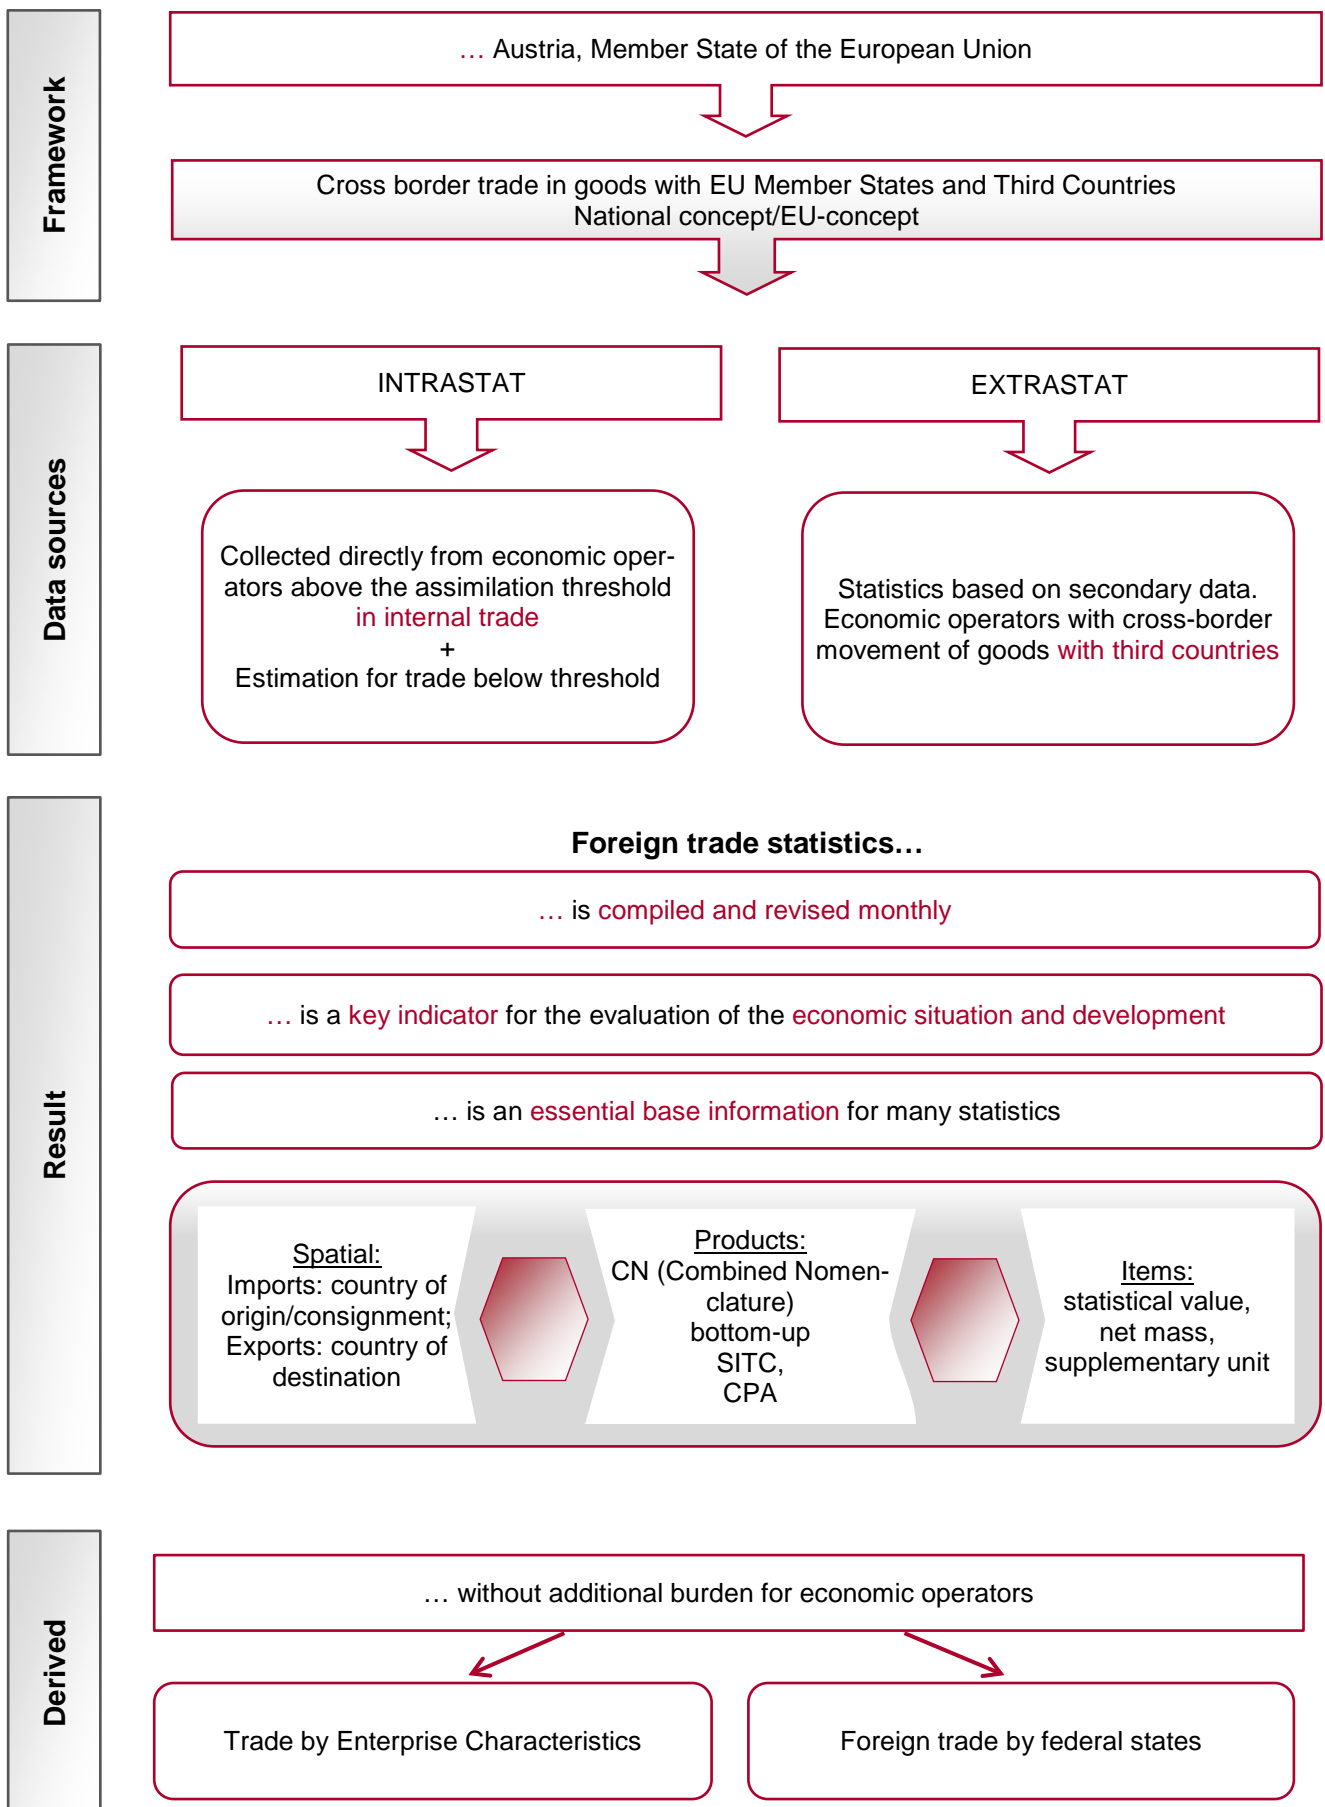 Framework
… Austria, Member State of the European Union
Cross border trade in goods with EU Member States and Third Countries
National concept/EU-concept
Data sources
INTRASTAT
Collected directly from economic oper-
ators above the assimilation threshold
in internal trade
+
Estimation for trade below threshold
EXTRASTAT
Statistics based on secondary data.
Economic operators with cross-border
movement of goods with third countries
Result
Foreign trade statistics…
… is compiled and revised monthly
… is a key indicator for the evaluation of the economic situation and development
… is an essential base information for many statistics
Spatial:
Imports: country of
origin/consignment;
Exports: country of
destination
Products:
CN (Combined Nomen-
clature)
bottom-up
SITC,
CPA
Items:
statistical value,
net mass,
supplementary unit
Derived
… without additional burden for economic operators
Trade by Enterprise Characteristics
Foreign trade by federal states